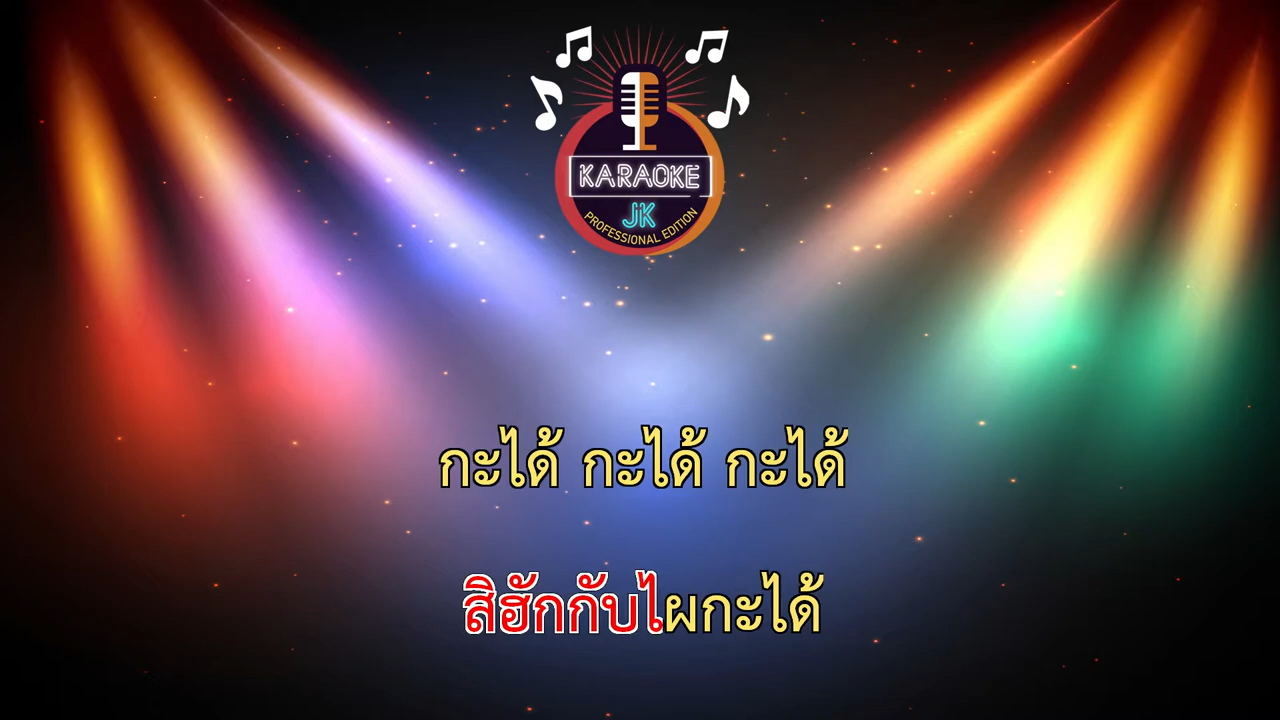 KARAOKE
JK
PROFESSIONAL EDITION
กะได้ กะได้ กะได้
สิฮักกับไผกะได้